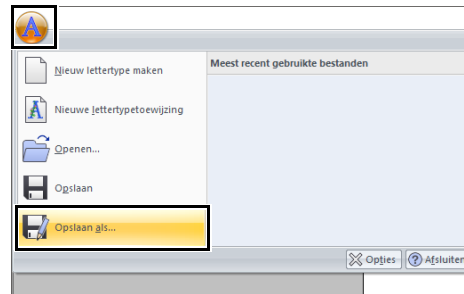 Meest recent gebruikte bestanden
Nieuw lettertype maken
Nieuwe lettertypetoewijzing
Openen...
Opslaan
Opslaan als...
Opties
Afsluiten